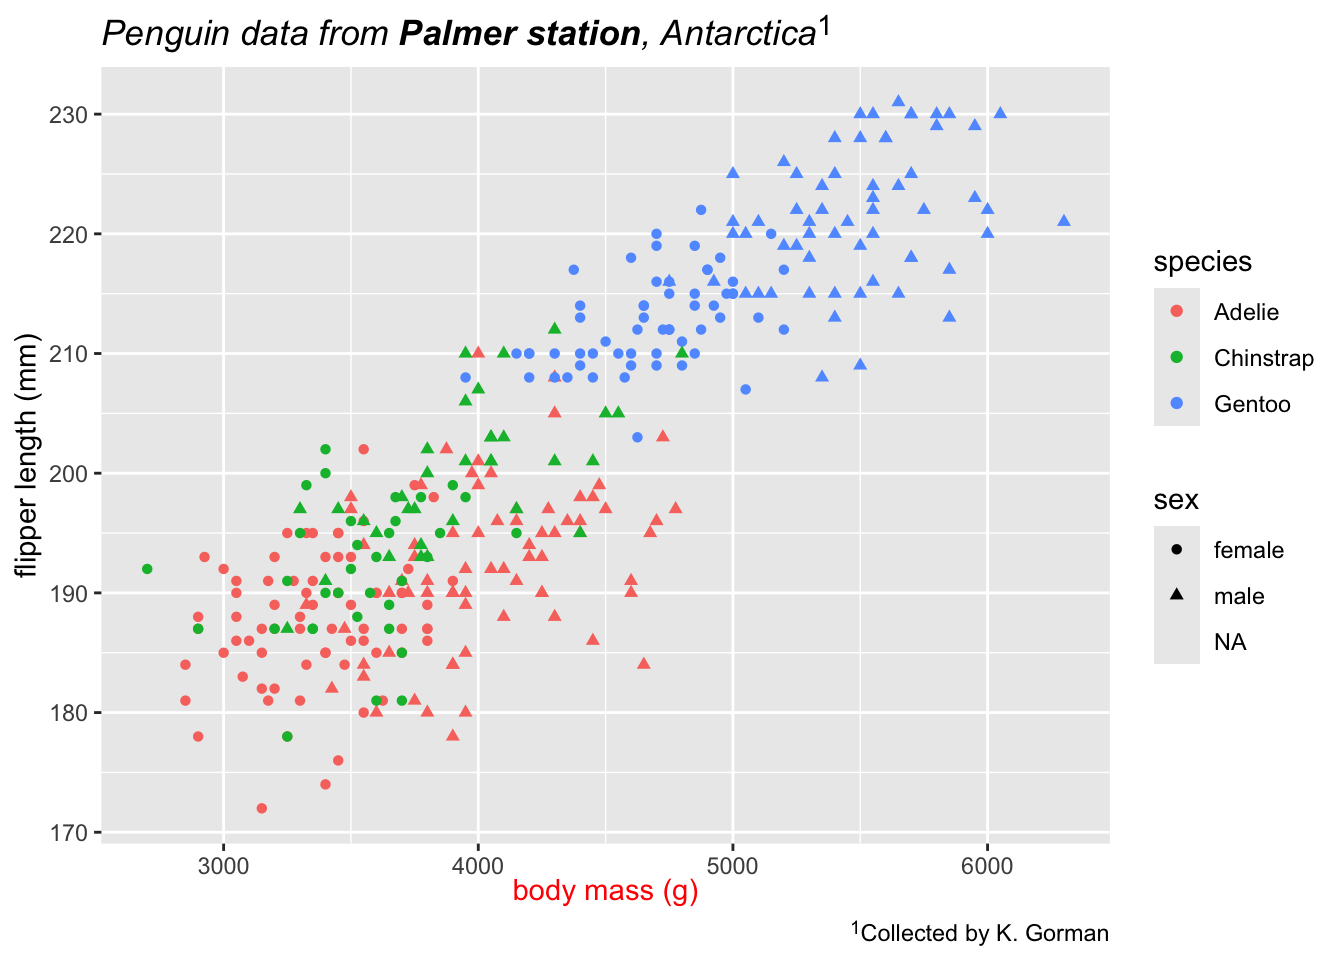 Penguin data from Palmer station, Antarctica¹
230
220
210
200
190
180
170
flipper length (mm)
3000 4000 5000 6000
body mass (g)
species
Adelie
Chinstrap
Gentoo
sex
female
male
NA
¹Collected by K. Gorman